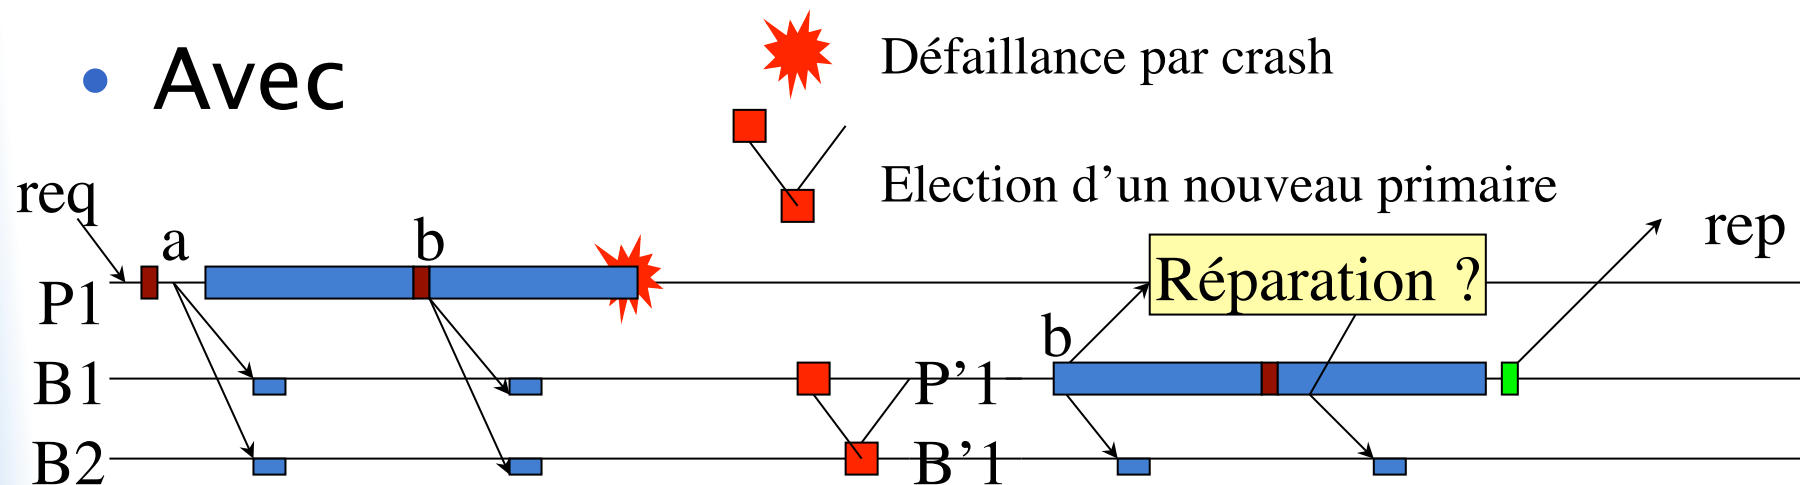 • Avec
Défaillance par crash
Election d’un nouveau primaire
req
rep
a
b
P1
Réparation ?
b
B1
P’1
B2
B’1